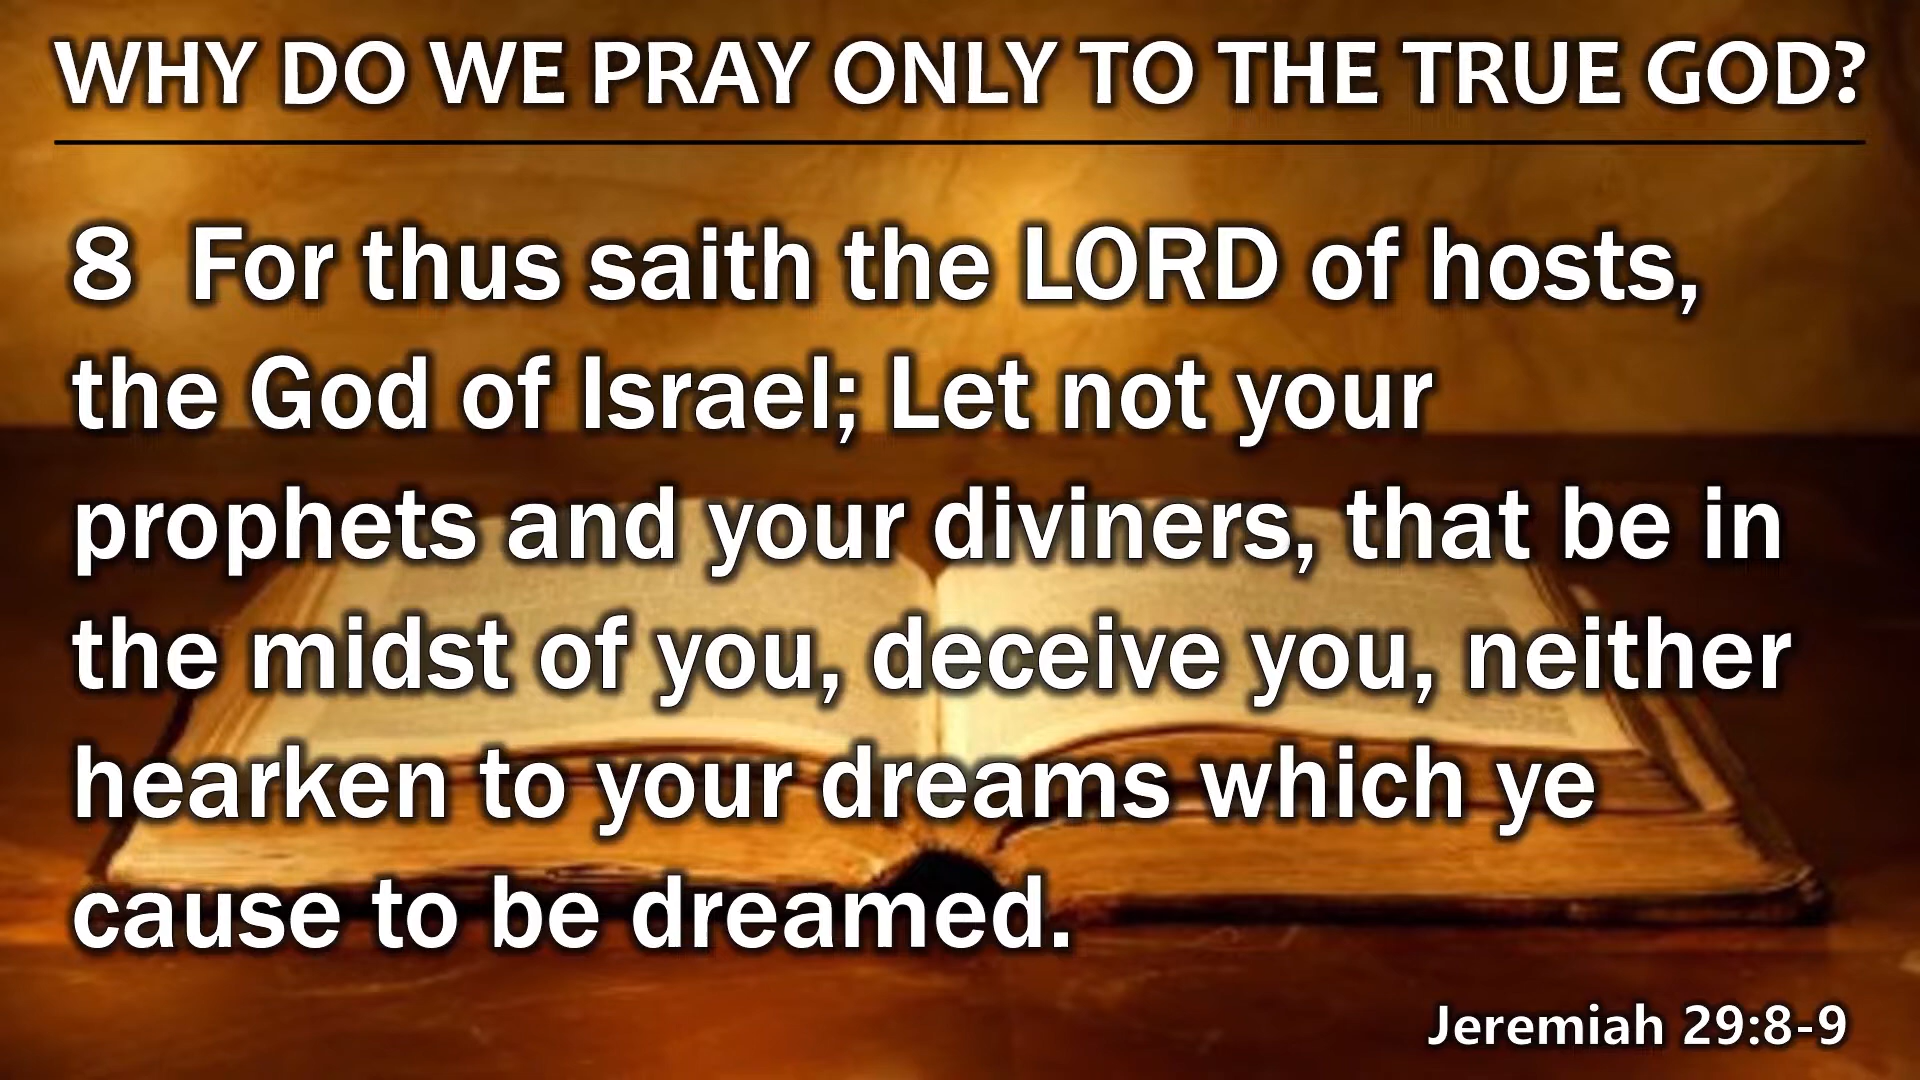 WHY DO WE PRAY ONLY TO THE TRUE GOD?
8 For thus saith the LORD of hosts,
the God of Israel; Let not your
prophets and your diviners, that be in
the midst of you, deceive you, neither
hearken to your dreams which ye
cause to be dreamed.
Jeremiah 29:8-9